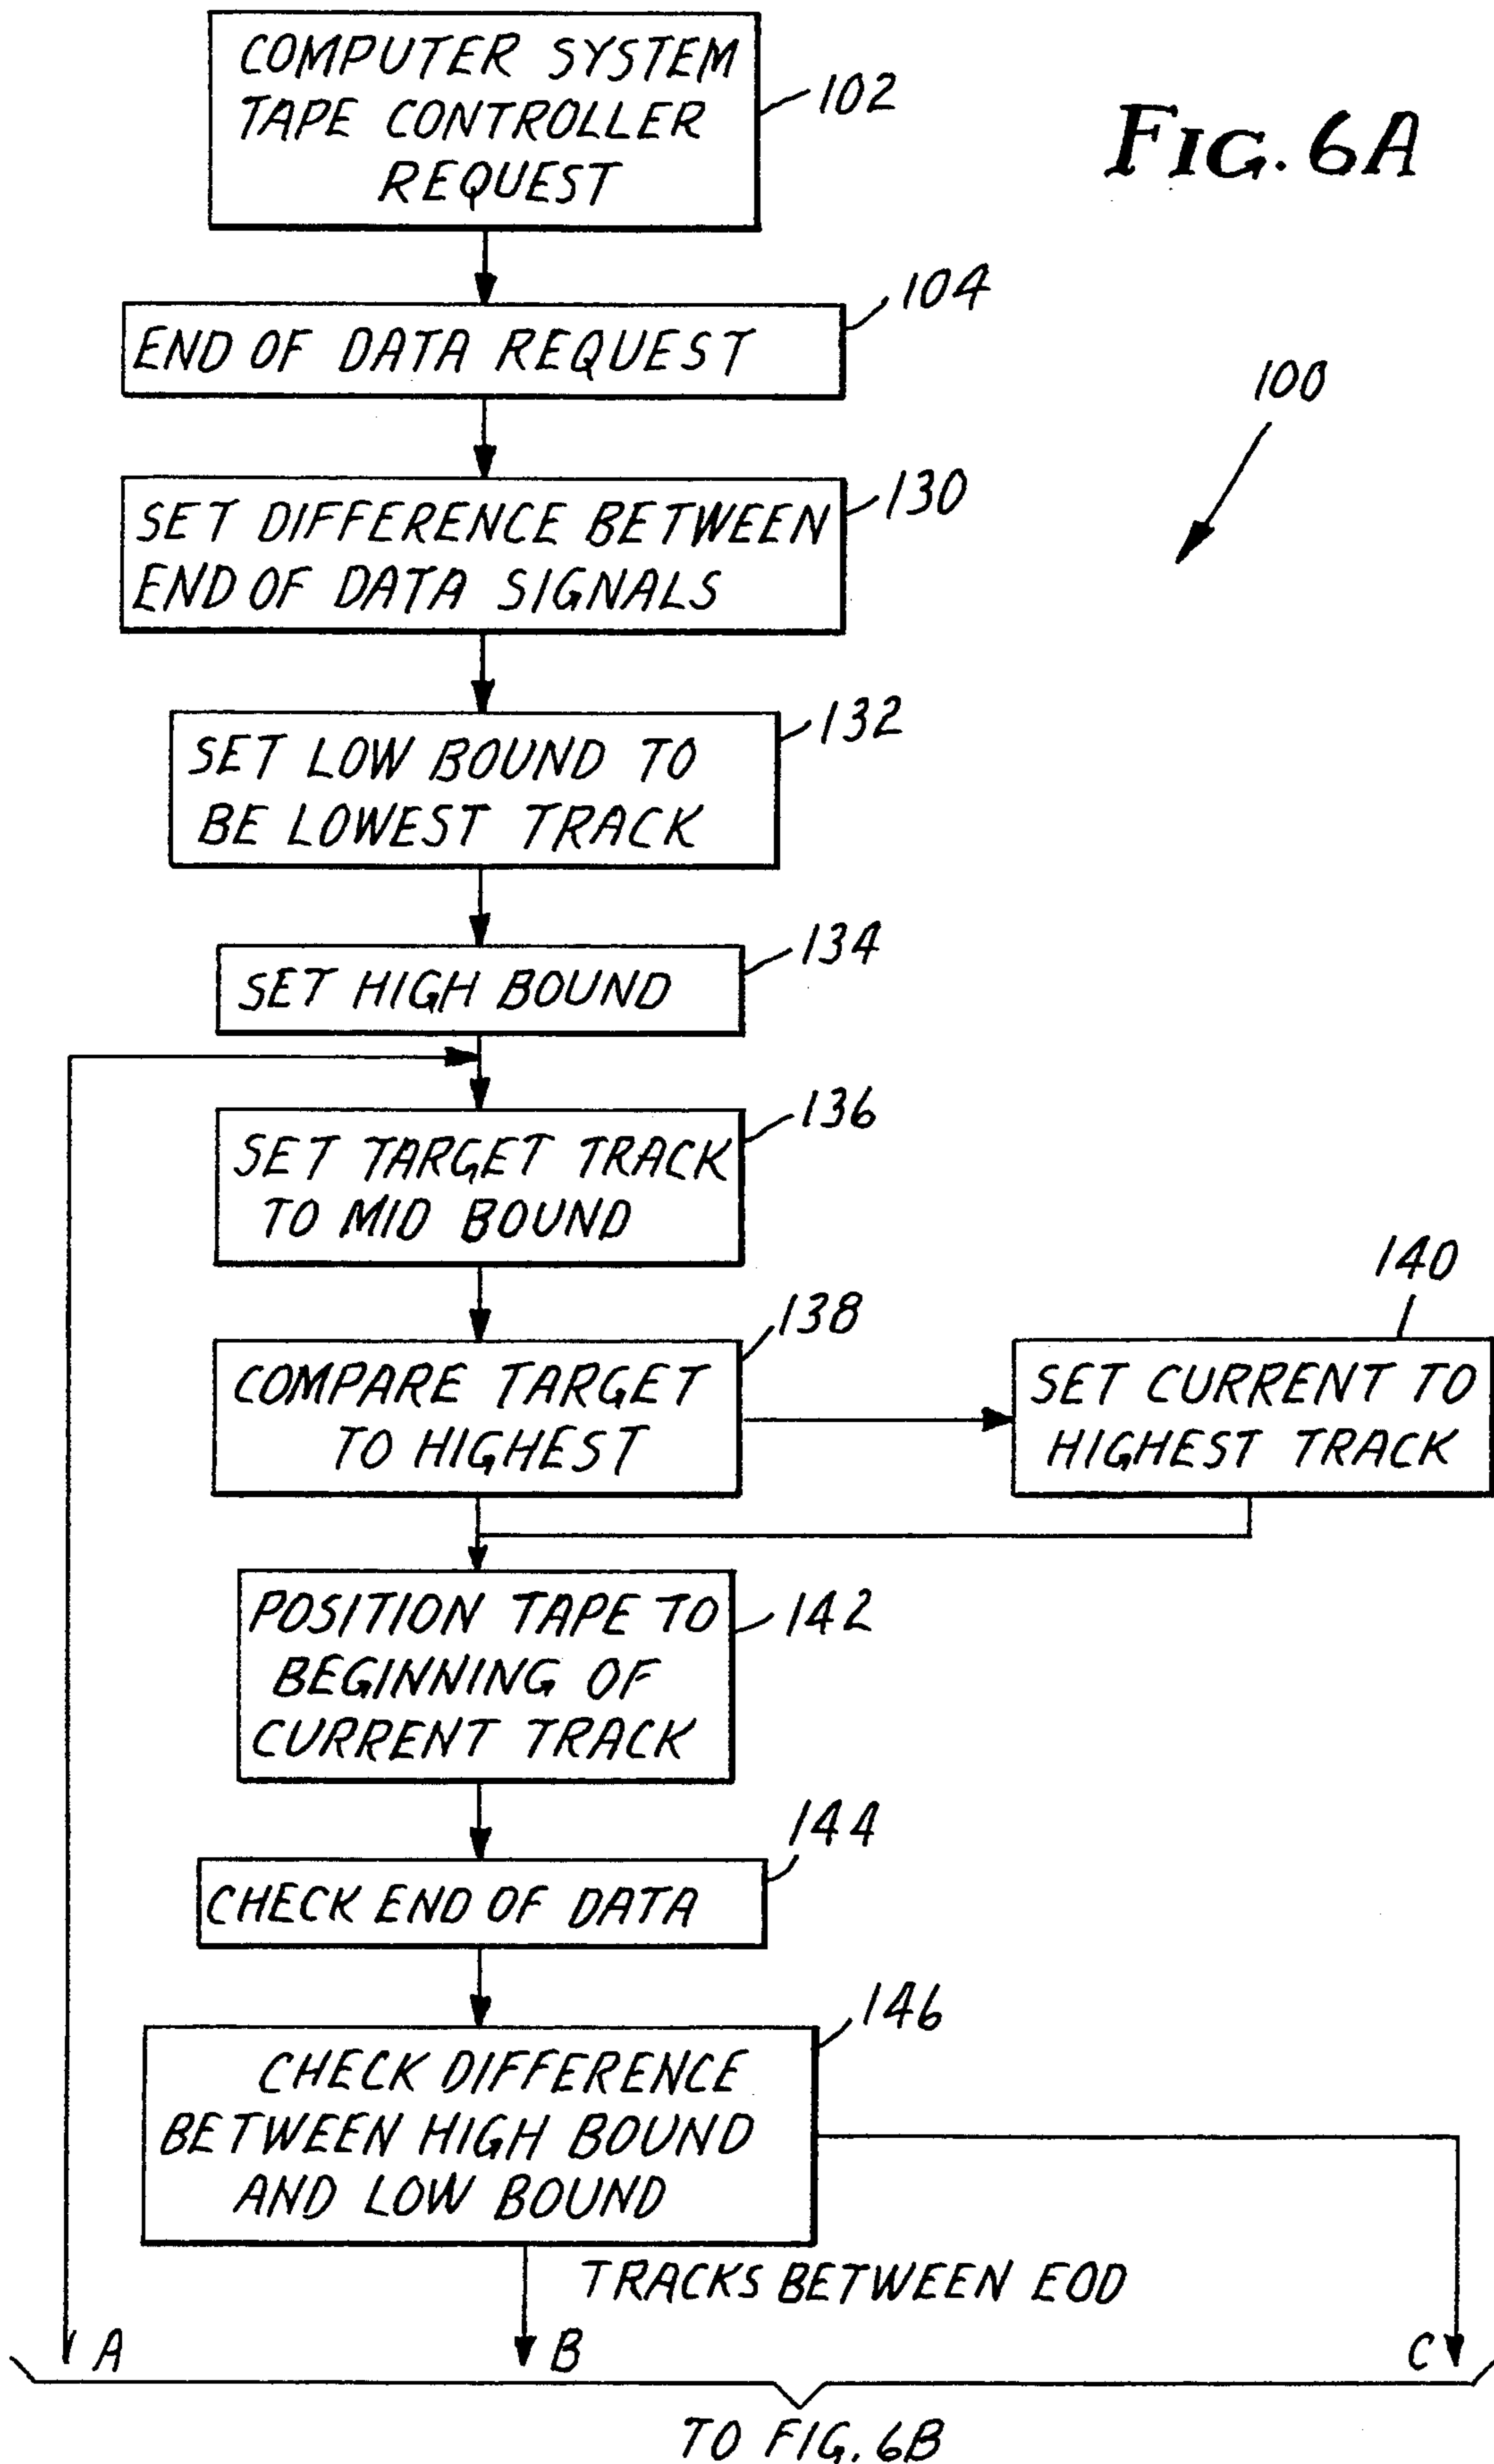 COMPUTER SYSTEM
TAPE CONTROLLER
REQUEST
102
FIG. 6A
END OF DATA REQUEST
104
100
SET DIFFERENCE BETWEEN
END OF DATA SIGNALS
130
SET LOW BOUND TO
BE LOWEST TRACK
132
SET HIGH BOUND
134
SET TARGET TRACK
TO MID BOUND
136
COMPARE TARGET
TO HIGHEST
138
SET CURRENT TO
HIGHEST TRACK
140
POSITION TAPE TO
BEGINNING OF
CURRENT TRACK
142
CHECK END OF DATA
144
CHECK DIFFERENCE
BETWEEN HIGH BOUND
AND LOW BOUND
146
TRACKS BETWEEN EOD
A
B
C
TO FIG. 6B